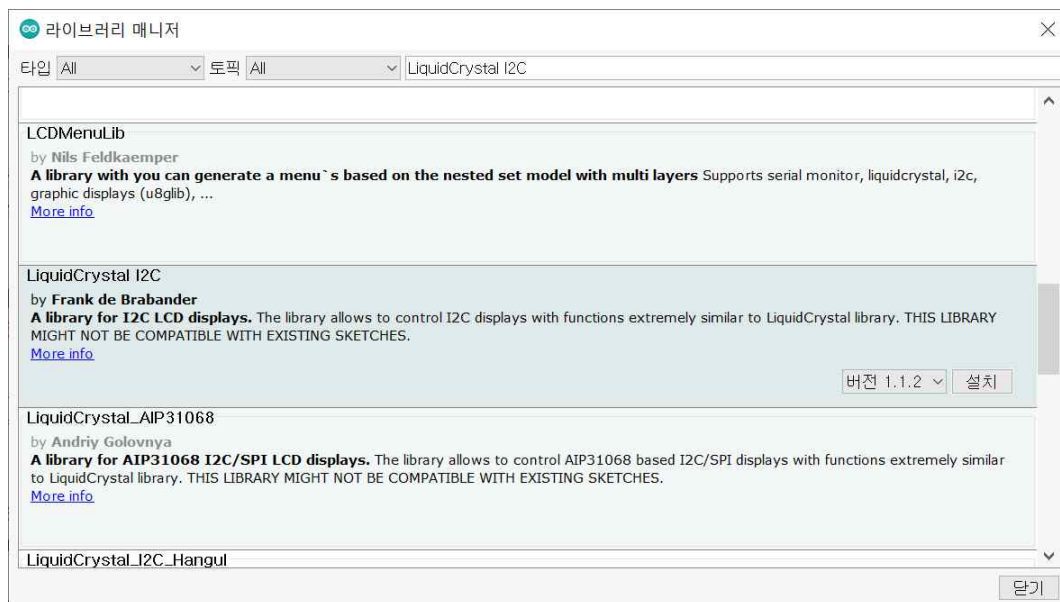 라이브러리 매니저
타입 All 토픽 All LiquidCrystal I2C
LCDMenuLib
by Nils Feldkaemper
A library with you can generate a menu`s based on the nested set model with multi layers Supports serial monitor, liquidcrystal, i2c,
graphic displays (u8glib), ...
More info
LiquidCrystal I2C
by Frank de Brabander
A library for I2C LCD displays. The library allows to control I2C displays with functions extremely similar to LiquidCrystal library. THIS LIBRARY
MIGHT NOT BE COMPATIBLE WITH EXISTING SKETCHES.
More info
버전 1.1.2 설치
LiquidCrystal_AIP31068
by Andriy Golovnya
A library for AIP31068 I2C/SPI LCD displays. The library allows to control AIP31068 based I2C/SPI displays with functions extremely similar
to LiquidCrystal library. THIS LIBRARY MIGHT NOT BE COMPATIBLE WITH EXISTING SKETCHES.
More info
LiquidCrystal_I2C_Hangul
닫기